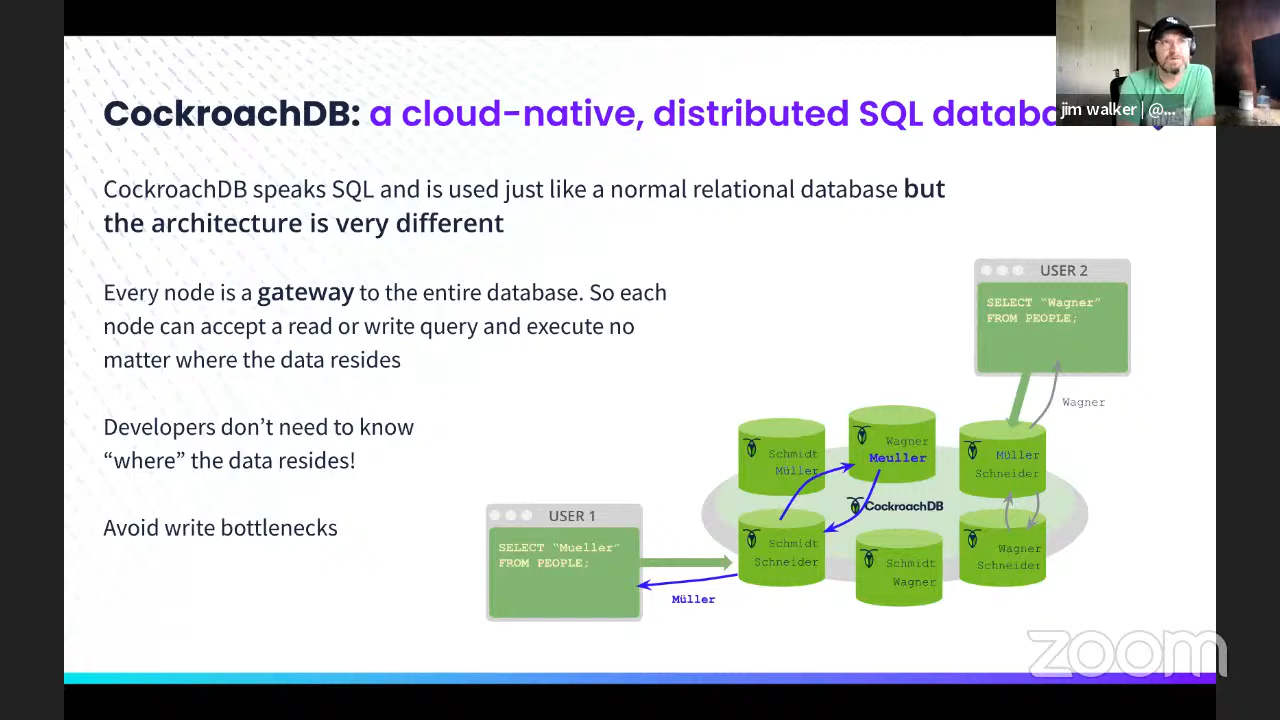 CockroachDB: a cloud-native, distributed SQL
jim walker | @...
CockroachDB speaks SQL and is used just like a normal relational database but
the architecture is very different
Every node is a gateway to the entire database. So each
node can accept a read or write query and execute no
matter where the data resides
Developers don't need to know
“where” the data resides!
Avoid write bottlenecks
USER 2
SELECT “Wagner”
FROM PEOPLE;
Wagner
Schmidt
Müller
Wagner
Meuller
Müller
Schneider
CockroachDB
USER 1
SELECT “Mueller”
FROM PEOPLE;
Müller
Schmidt
Schneider
Schmidt
Wagner
Wagner
Schneider
zoom